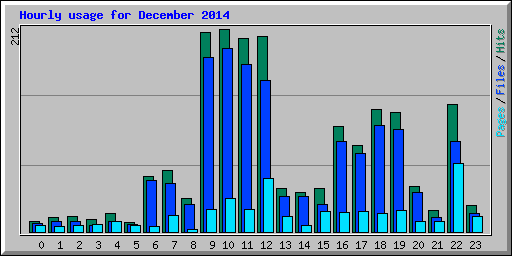 Hourly usage for December 2014
212
Pages/Files/Hits
0 1 2 3 4 5 6 7 8 9 10 11 12 13 14 15 16 17 18 19 20 21 22 23